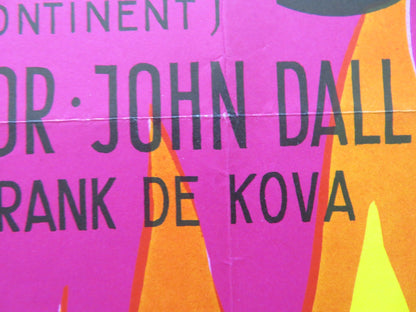 ONTINENT)
OR · JOHN DALL
RANK DE KOVA